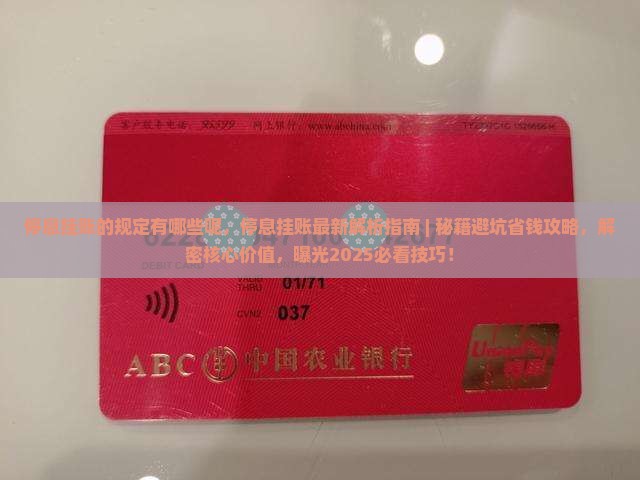 客户服务电话：95599 网上银行：www.abchina.com
的规定有哪些呢，停息挂账最新 指南 | 秘籍避坑省钱攻略，解
密核心价值，曝光2025必看技巧！
DEBIT CARD
VALID
THRU 01/71
CVN2 037
ABC 中国农业银行
UnionPay
银联